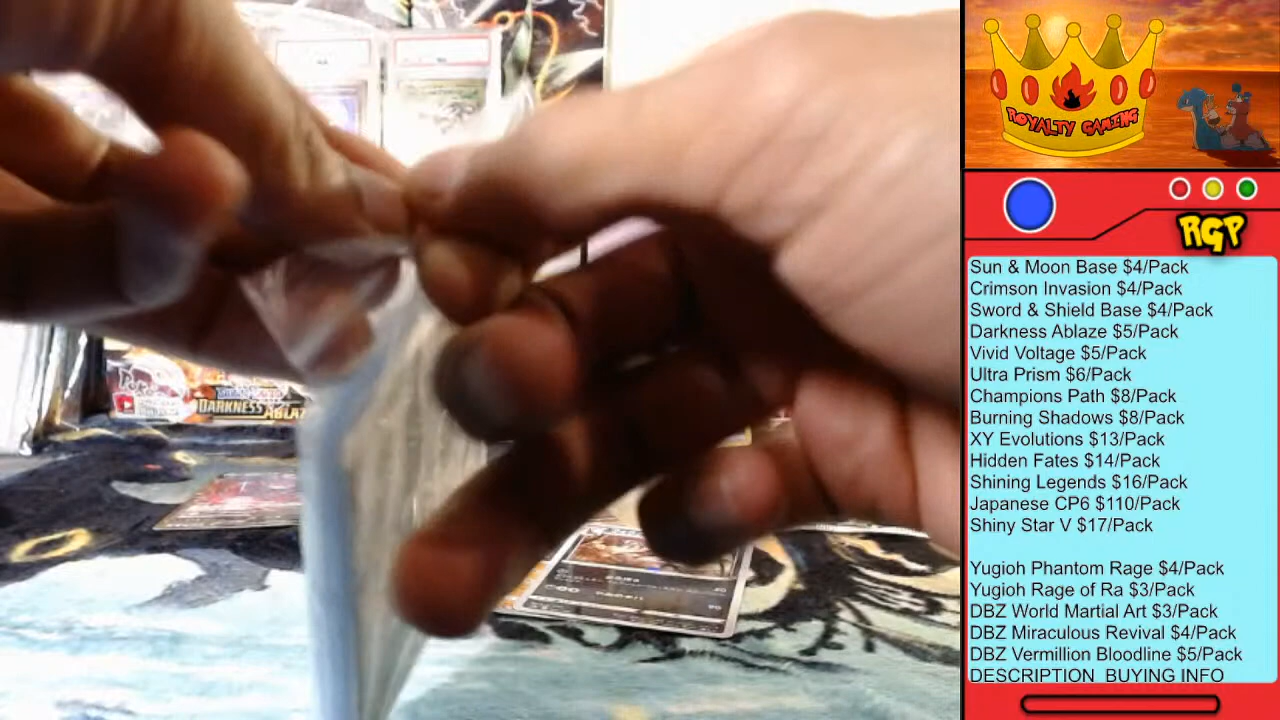 ROYALTY GAMING
RGP
Sun & Moon Base $4/Pack
Crimson Invasion $4/Pack
Sword & Shield Base $4/Pack
Darkness Ablaze $5/Pack
Vivid Voltage $5/Pack
Ultra Prism $6/Pack
Champions Path $8/Pack
Burning Shadows $8/Pack
XY Evolutions $13/Pack
Hidden Fates $14/Pack
Shining Legends $16/Pack
Japanese CP6 $110/Pack
Shiny Star V $17/Pack
Yugioh Phantom Rage $4/Pack
Yugioh Rage of Ra $3/Pack
DBZ World Martial Art $3/Pack
DBZ Miraculous Revival $4/Pack
DBZ Vermillion Bloodline $5/Pack
DESCRIPTION BUYING INFO
DARKNESS ABLAZ